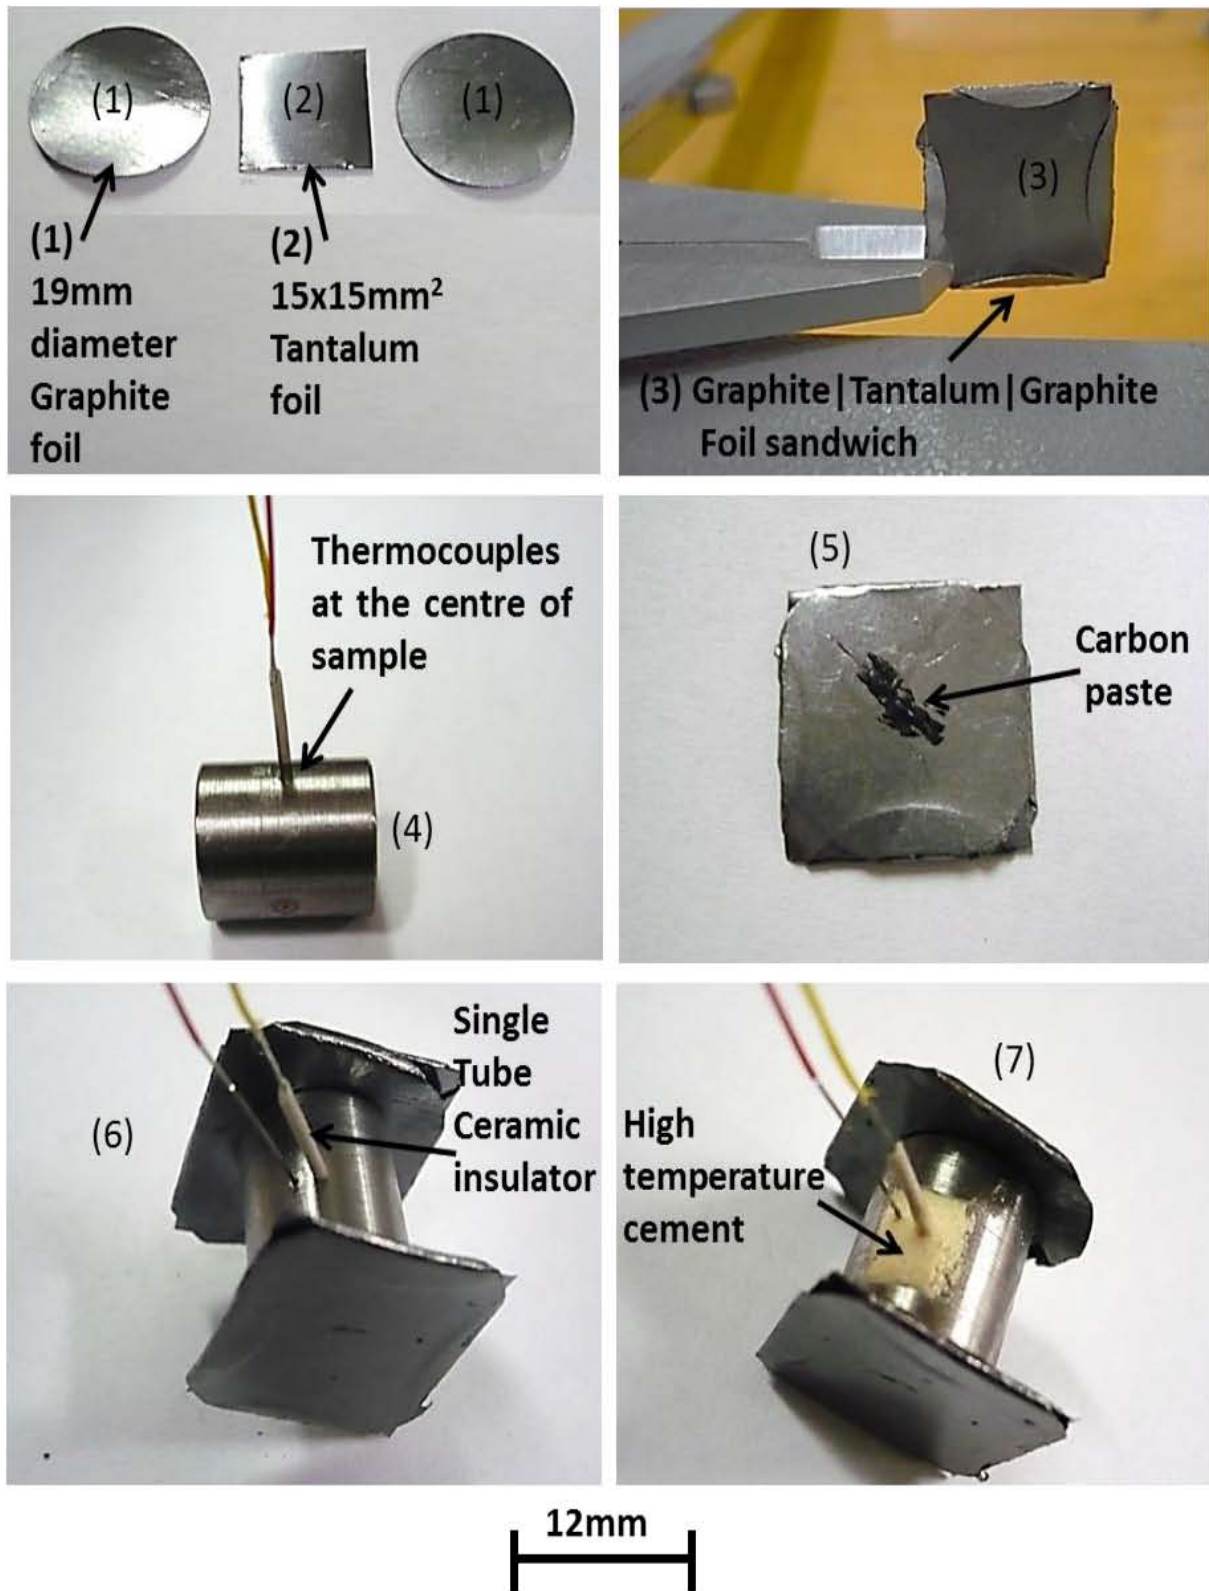 (1)
(2)
(1)
(1)
19mm
diameter
Graphite
foil
(2)
15x15mm²
Tantalum
foil
(3)
(3) Graphite|Tantalum|Graphite
Foil sandwich
Thermocouples
at the centre of
sample
(4)
(5)
Carbon
paste
(6)
Single
Tube
Ceramic
insulator
(7)
High
temperature
cement
12mm